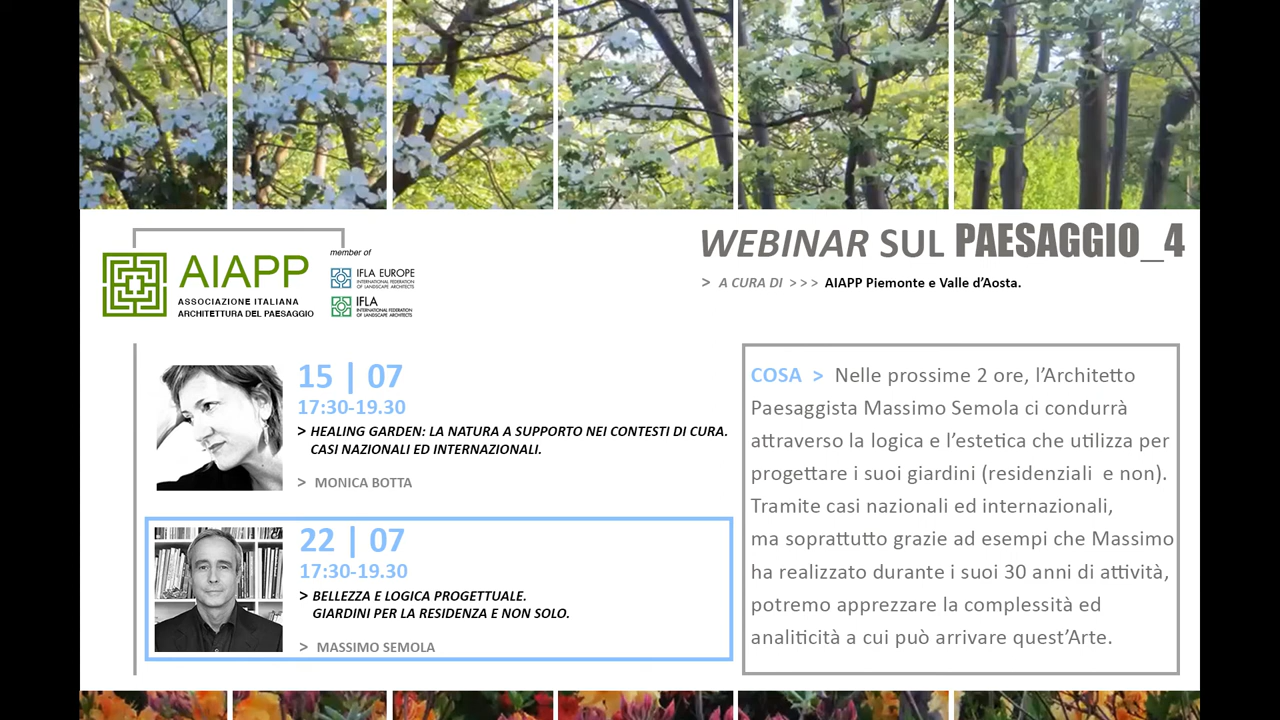 WEBINAR SUL PAESAGGIO_4
> A CURA DI >>> AIAPP Piemonte e Valle d'Aosta.
AIAPP
ASSOCIAZIONE ITALIANA
ARCHITETTURA DEL PAESAGGIO
member of
IFLA EUROPE
INTERNATIONAL FEDERATION
OF LANDSCAPE ARCHITECTS
IFLA
INTERNATIONAL FEDERATION
OF LANDSCAPE ARCHITECTS
15 | 07
17:30-19.30
> HEALING GARDEN: LA NATURA A SUPPORTO NEI CONTESTI DI CURA.
CASI NAZIONALI ED INTERNAZIONALI.
> MONICA BOTTA
22 | 07
17:30-19.30
> BELLEZZA E LOGICA PROGETTUALE.
GIARDINI PER LA RESIDENZA E NON SOLO.
> MASSIMO SEMOLA
COSA > Nelle prossime 2 ore, l'Architetto
Paesaggista Massimo Semola ci condurrà
attraverso la logica e l'estetica che utilizza per
progettare i suoi giardini (residenziali e non).
Tramite casi nazionali ed internazionali,
ma soprattutto grazie ad esempi che Massimo
ha realizzato durante i suoi 30 anni di attività,
potremo apprezzare la complessità ed
analiticità a cui può arrivare quest'Arte.